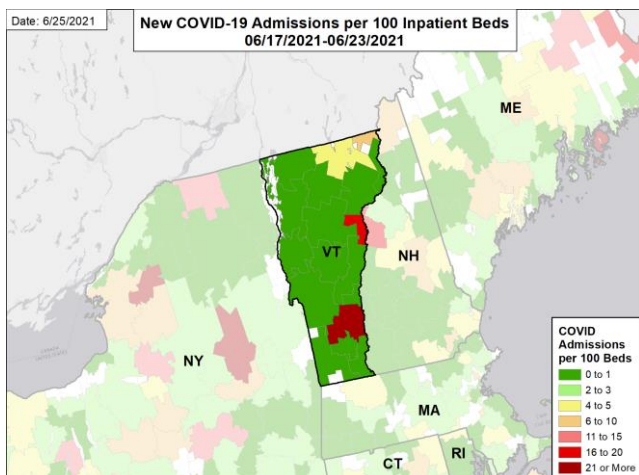 Date: 6/25/2021
New COVID-19 Admissions per 100 Inpatient Beds
06/17/2021-06/23/2021
ME
VT
NH
NY
MA
CT
RI
COVID
Admissions
per 100 Beds
0 to 1
2 to 3
4 to 5
6 to 10
11 to 15
16 to 20
21 or More